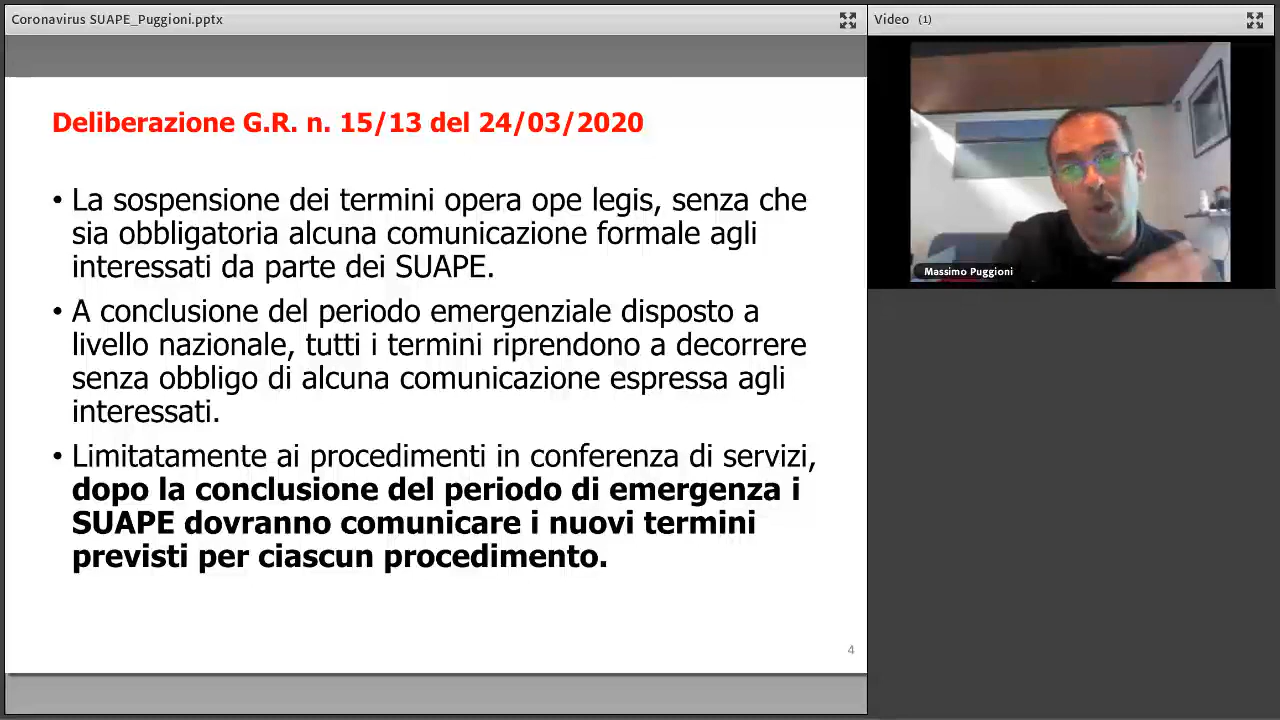 Coronavirus SUAPE_Puggioni.pptx
Video (1)
Deliberazione G.R. n. 15/13 del 24/03/2020
• La sospensione dei termini opera ope legis, senza che
sia obbligatoria alcuna comunicazione formale agli
interessati da parte dei SUAPE.
• A conclusione del periodo emergenziale disposto a
livello nazionale, tutti i termini riprendono a decorrere
senza obbligo di alcuna comunicazione espressa agli
interessati.
• Limitatamente ai procedimenti in conferenza di servizi,
dopo la conclusione del periodo di emergenza i
SUAPE dovranno comunicare i nuovi termini
previsti per ciascun procedimento.
4
Massimo Puggioni